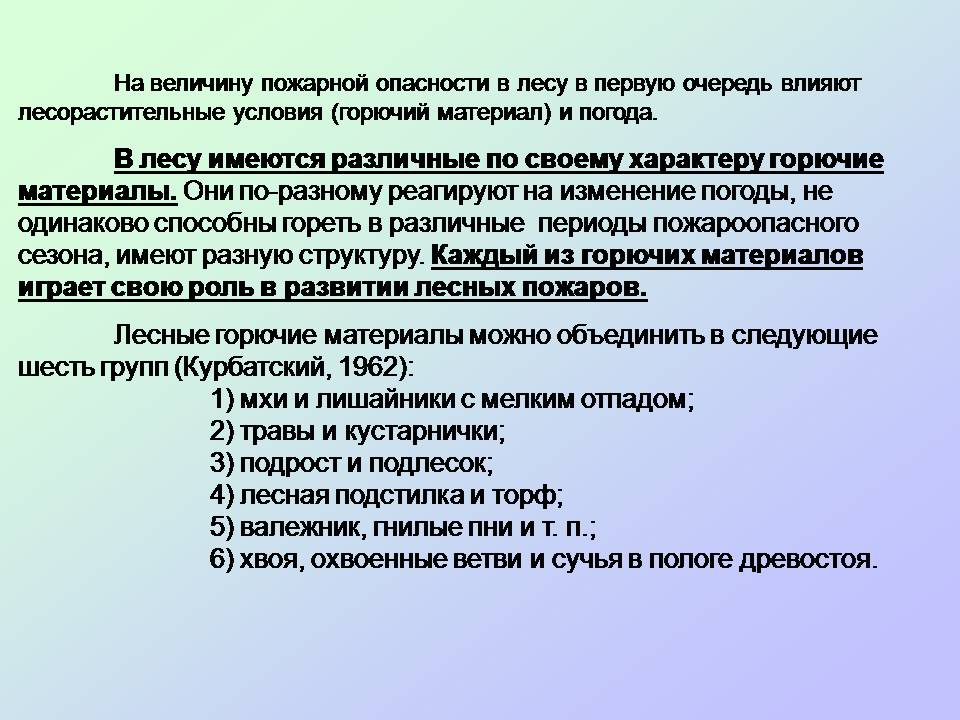 На величину пожарной опасности в лесу в первую очередь влияют
лесорастительные условия (горючий материал) и погода.
В лесу имеются различные по своему характеру горючие
материалы. Они по-разному реагируют на изменение погоды, не
одинаково способны гореть в различные периоды пожароопасного
сезона, имеют разную структуру. Каждый из горючих материалов
играет свою роль в развитии лесных пожаров.
Лесные горючие материалы можно объединить в следующие
шесть групп (Курбатский, 1962):
1) мхи и лишайники с мелким отпадом;
2) травы и кустарнички;
3) подрост и подлесок;
4) лесная подстилка и торф;
5) валежник, гнилые пни и т. п.;
6) хвоя, охвоенные ветви и сучья в пологе древостоя.